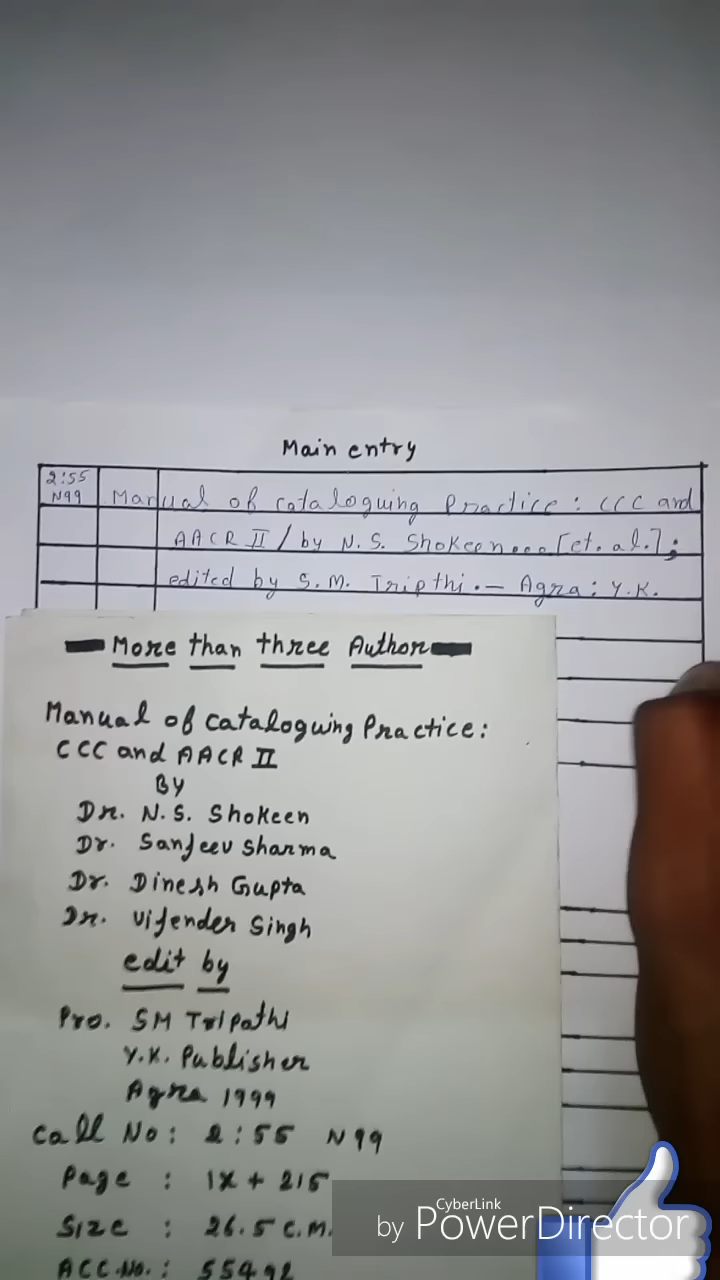 Main entry
2:55
N99
Manual of cataloguing Practice: CCC and
AACR II / by N. S. Shokeen... [et. al.];
edited by S. M. Tripthi. — Agra: Y.K.
More than three Author
Manual of cataloguing Practice:
CCC and AACR II
BY
Dr. N. S. Shokeen
Dr. Sanjeev Sharma
Dr. Dinesh Gupta
Dr. Vijender Singh
edit by
Pro. SM Tripathi
Y.K. Publisher
Agra 1999
Call No: 2:55 N99
Page : IX + 215
Size : 26.5 C.M.
ACC.No.: 55492
CyberLink
by PowerDirector